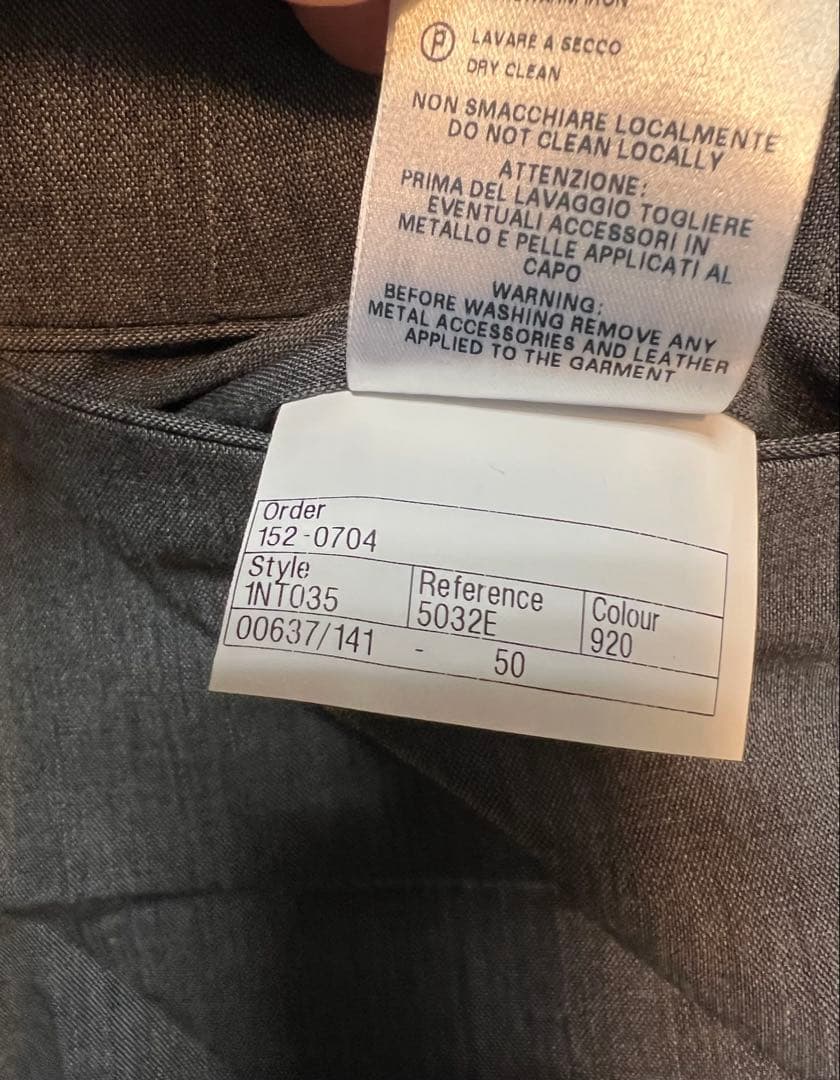 LAVARE A SECCO
DRY CLEAN
NON SMACCHIARE LOCALMENTE
DO NOT CLEAN LOCALLY
ATTENZIONE:
PRIMA DEL LAVAGGIO TOGLIERE
EVENTUALI ACCESSORI IN
METALLO E PELLE APPLICATI AL
CAPO
WARNING:
BEFORE WASHING REMOVE ANY
METAL ACCESSORIES AND LEATHER
APPLIED TO THE GARMENT
Order
152-0704
Style Reference Colour
1NT035 5032E 920
00637/141 - 50